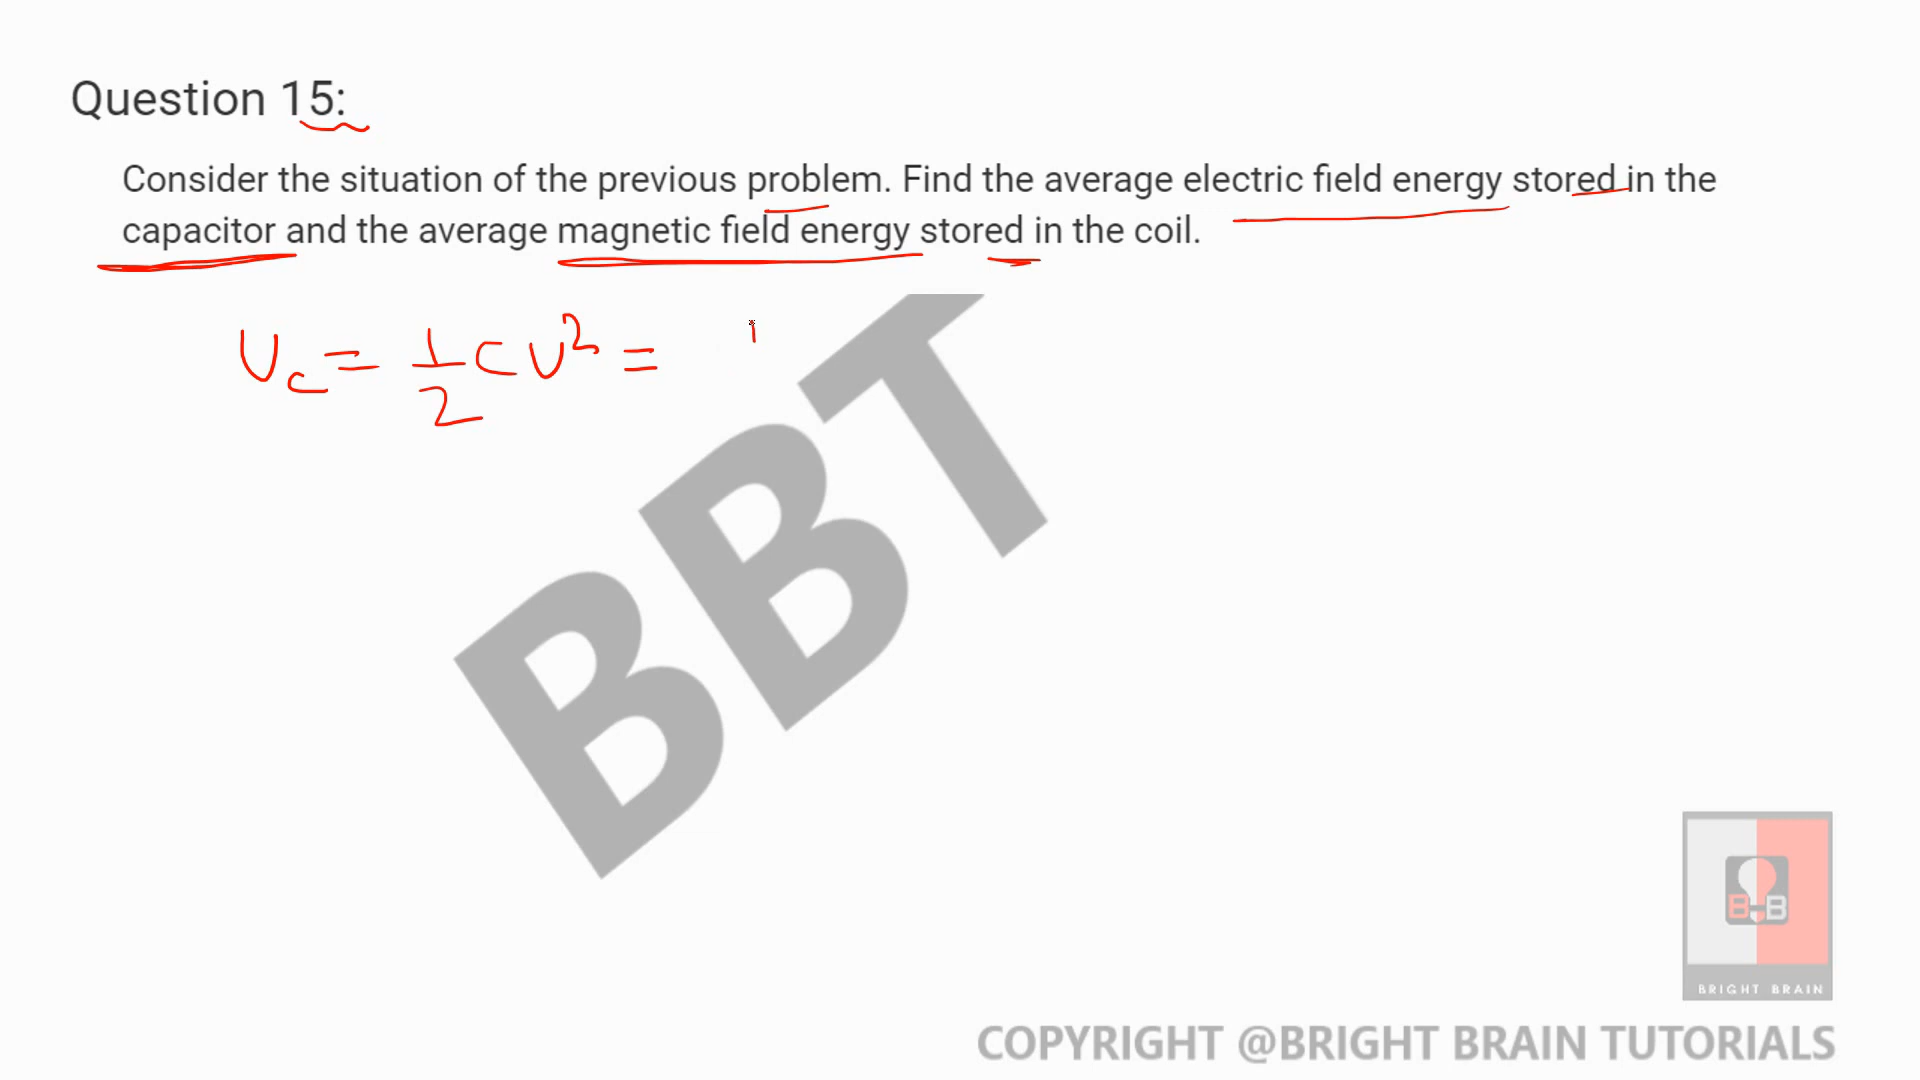 Question 15:
Consider the situation of the previous problem. Find the average electric field energy stored in the
capacitor and the average magnetic field energy stored in the coil.
U_c = 1/2 C V² = 1
BBT
B B
BRIGHT BRAIN
COPYRIGHT @BRIGHT BRAIN TUTORIALS